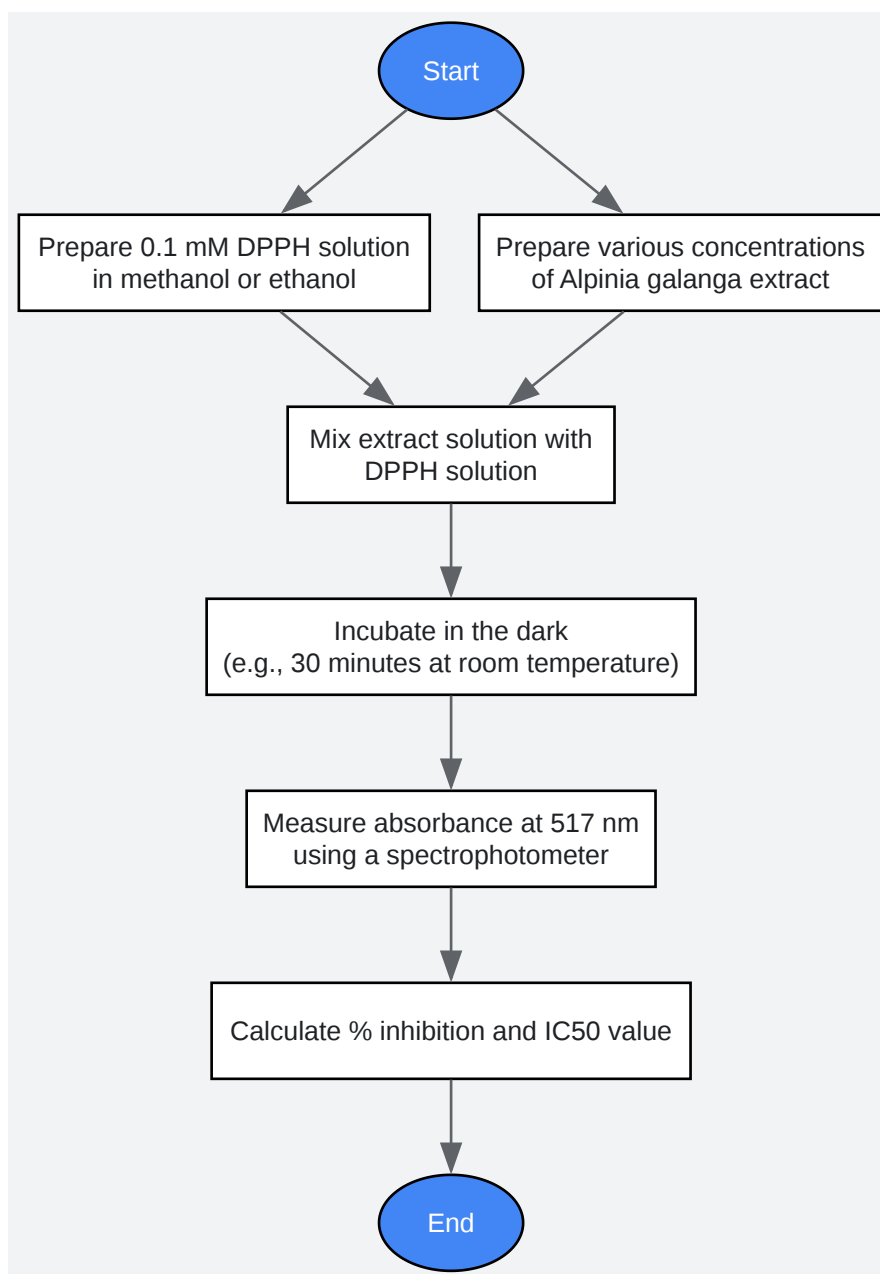 Start
Prepare 0.1 mM DPPH solution
in methanol or ethanol
Prepare various concentrations
of Alpinia galanga extract
Mix extract solution with
DPPH solution
Incubate in the dark
(e.g., 30 minutes at room temperature)
Measure absorbance at 517 nm
using a spectrophotometer
Calculate % inhibition and IC50 value
End